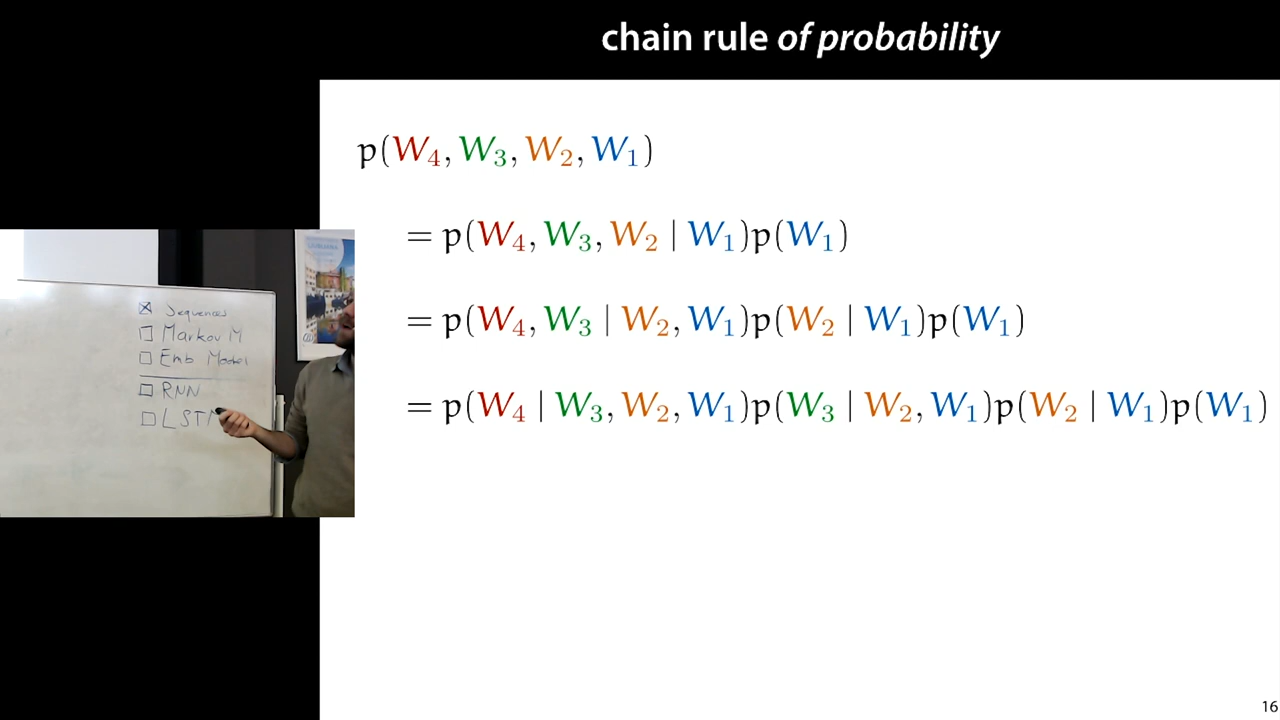 chain rule of probability
p(W₄, W₃, W₂, W₁)
= p(W₄, W₃, W₂ | W₁)p(W₁)
= p(W₄, W₃ | W₂, W₁)p(W₂ | W₁)p(W₁)
= p(W₄ | W₃, W₂, W₁)p(W₃ | W₂, W₁)p(W₂ | W₁)p(W₁)
☒ Sequences
☐ Markov M
☐ Emb Model
☐ RNN
☐ LSTM
16